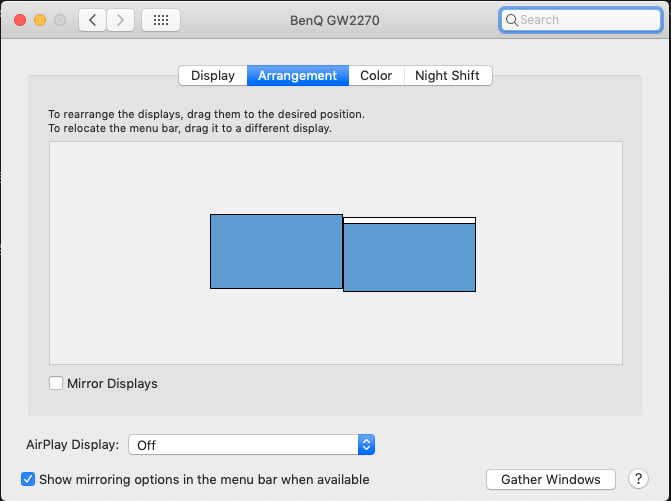 BenQ GW2270
Search
Display Arrangement Color Night Shift
To rearrange the displays, drag them to the desired position.
To relocate the menu bar, drag it to a different display.
Mirror Displays
AirPlay Display: Off
Show mirroring options in the menu bar when available
Gather Windows ?